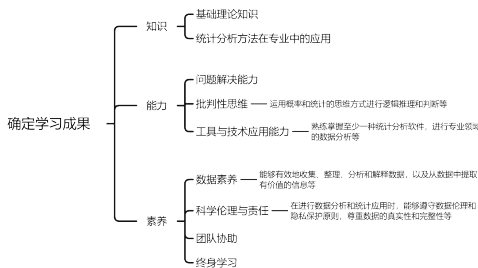 确定学习成果
知识
基础理论知识
统计分析方法在专业中的应用
能力
问题解决能力
批判性思维
运用概率和统计的思维方式进行逻辑推理和判断等
工具与技术应用能力
熟练掌握至少一种统计分析软件，进行专业领域
的数据分析等
素养
数据素养
能够有效地收集、整理、分析和解释数据，以及从数据中提取
有价值的信息等
科学伦理与责任
在进行数据分析和统计应用时，能够遵守数据伦理和
隐私保护原则，尊重数据的真实性和完整性等
团队协助
终身学习